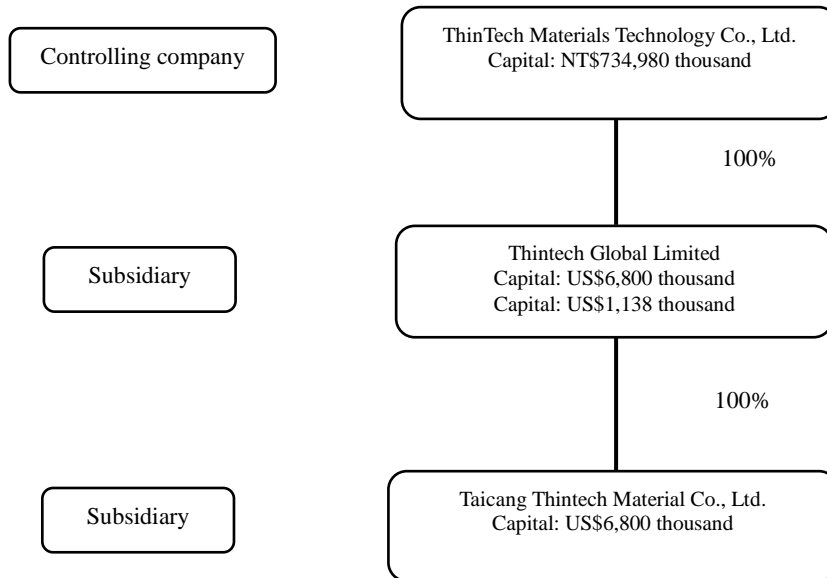 Controlling company
ThinTech Materials Technology Co., Ltd.
Capital: NT$734,980 thousand
100%
Subsidiary
Thintech Global Limited
Capital: US$6,800 thousand
Capital: US$1,138 thousand
100%
Subsidiary
Taicang Thintech Material Co., Ltd.
Capital: US$6,800 thousand